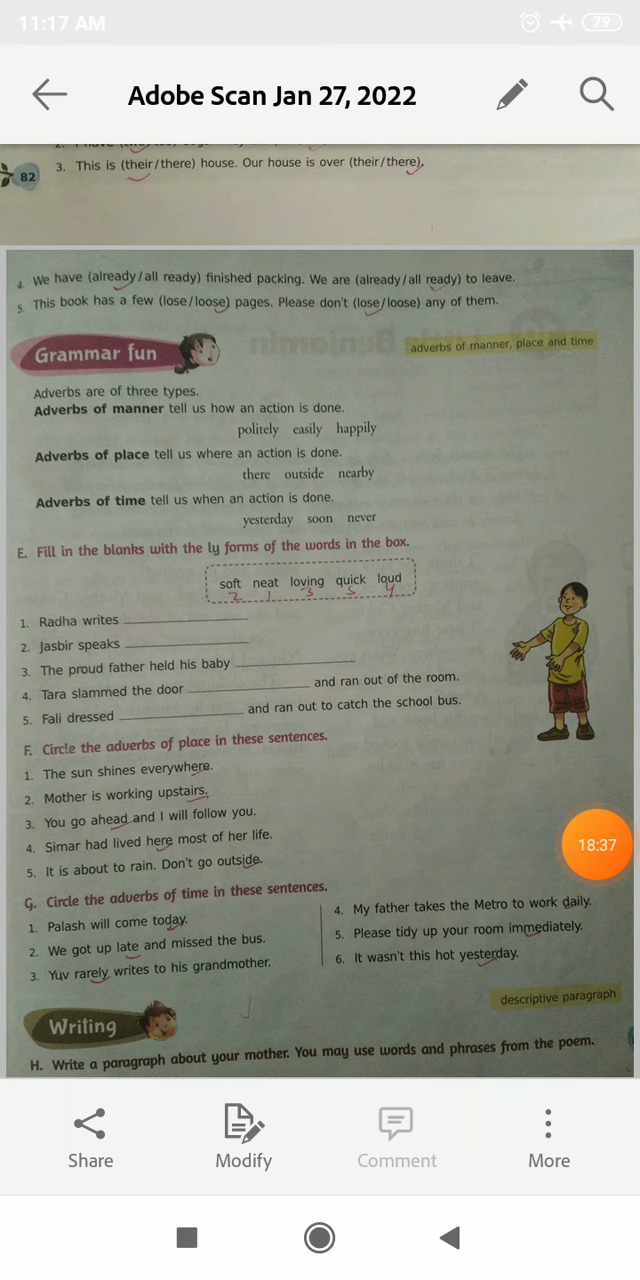 11:17 AM
79
Adobe Scan Jan 27, 2022
82
3. This is (their/there) house. Our house is over (their/there).
4. We have (already/all ready) finished packing. We are (already/all ready) to leave.
5. This book has a few (lose/loose) pages. Please don't (lose/loose) any of them.
Grammar fun
adverbs of manner, place and time
Adverbs are of three types.
Adverbs of manner tell us how an action is done.
politely easily happily
Adverbs of place tell us where an action is done.
there outside nearby
Adverbs of time tell us when an action is done.
yesterday soon never
E. Fill in the blanks with the ly forms of the words in the box.
soft neat loving quick loud
2 1 3 5 4
1. Radha writes
2. Jasbir speaks
3. The proud father held his baby
4. Tara slammed the door and ran out of the room.
5. Fali dressed and ran out to catch the school bus.
F. Circle the adverbs of place in these sentences.
1. The sun shines everywhere.
2. Mother is working upstairs.
3. You go ahead and I will follow you.
4. Simar had lived here most of her life.
5. It is about to rain. Don't go outside.
18:37
G. Circle the adverbs of time in these sentences.
1. Palash will come today.
2. We got up late and missed the bus.
3. Yuv rarely writes to his grandmother.
4. My father takes the Metro to work daily.
5. Please tidy up your room immediately.
6. It wasn't this hot yesterday.
descriptive paragraph
Writing
H. Write a paragraph about your mother. You may use words and phrases from the poem.
Share
Modify
Comment
More